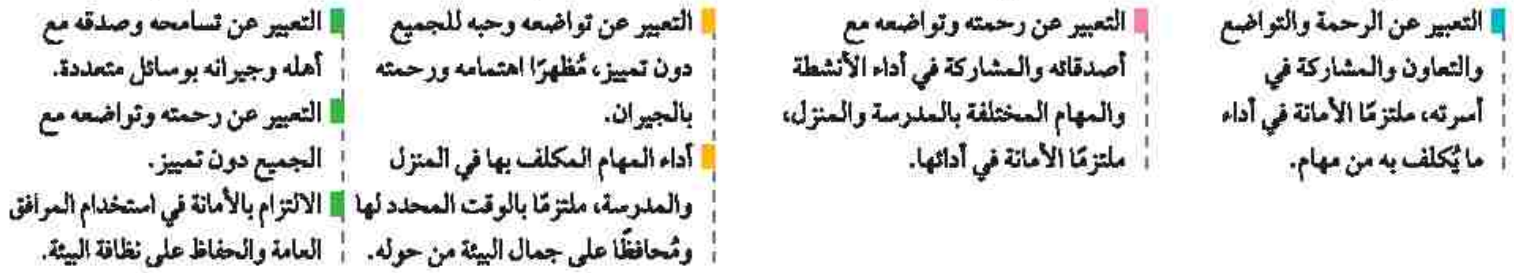 التعبير عن الرحمة والتواضع
والتعاون والمشاركة في
أسرته، ملتزمًا الأمانة في أداء
ما يُكلف به من مهام.
التعبير عن رحمته وتواضعه مع
أصدقائه والمشاركة في أداء الأنشطة
والمهام المختلفة بالمدرسة والمنزل،
ملتزمًا الأمانة في أدائها.
التعبير عن تواضعه وحبه للجميع
دون تمييز، مُظهرًا اهتمامه ورحمته
بالجيران.
أداء المهام المكلف بها في المنزل
والمدرسة، ملتزمًا بالوقت المحدد لها
ومُحافظًا على جمال البيئة من حوله.
التعبير عن تسامحه وصدقه مع
أهله وجيرانه بوسائل متعددة.
التعبير عن رحمته وتواضعه مع
الجميع دون تمييز.
الالتزام بالأمانة في استخدام المرافق
العامة والحفاظ على نظافة البيئة.